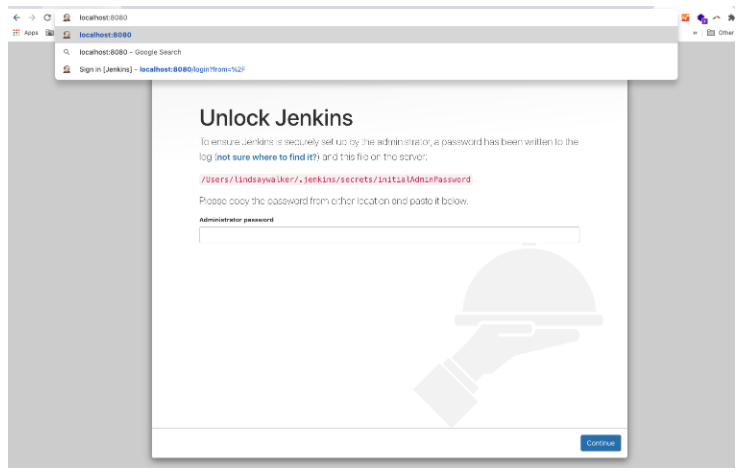 localhost:8080
Apps
Other
localhost:8080
localhost:8080 – Google Search
Sign in [Jenkins] – localhost:8080/login?from=%2F
Unlock Jenkins
To ensure Jenkins is securely set up by the administrator, a password has been written to the
log (not sure where to find it?) and this file on the server:
/Users/lindsaywalker/.jenkins/secrets/initialAdminPassword
Please copy the password from either location and paste it below.
Administrator password
Continue